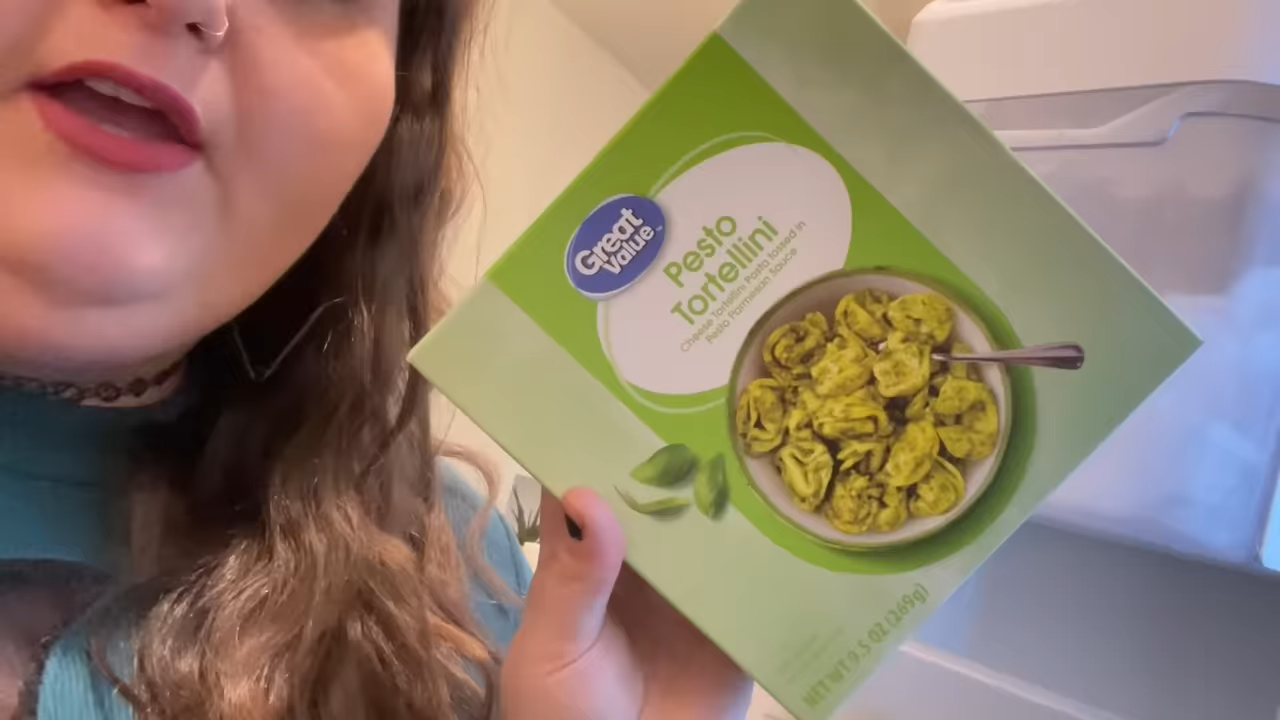 Great
Value
Pesto
Tortellini
Cheese Tortellini Pasta tossed in
Pesto Parmesan Sauce
NET WT 9.5 OZ (269g)